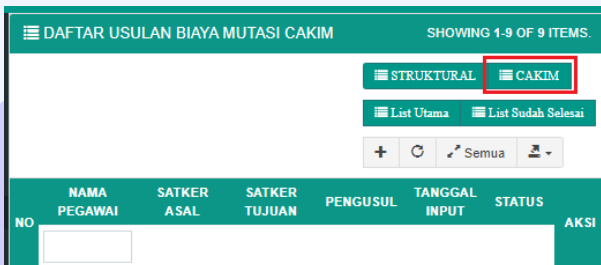 DAFTAR USULAN BIAYA MUTASI CAKIM SHOWING 1-9 OF 9 ITEMS.
STRUKTURAL CAKIM
List Utama List Sudah Selesai
Semua
NO NAMA PEGAWAI SATKER ASAL SATKER TUJUAN PENGUSUL TANGGAL INPUT STATUS AKSI